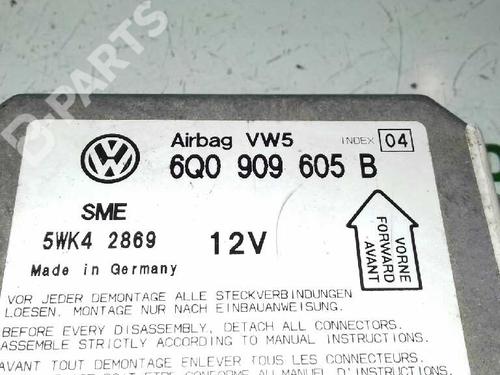 D-PARTS
Airbag VW5 INDEX 04
6Q0 909 605 B
SME
5WK4 2869 12V
Made in Germany
VORNE
FORWARD
AVANT
VOR JEDER DEMONTAGE ALLE STECKVERBINDUNGEN
LOESEN. MONTAGE NUR NACH EINBAUANWEISUNG.
BEFORE EVERY DISASSEMBLY, DETACH ALL CONNECTORS.
ASSEMBLE STRICTLY ACCORDING TO MANUAL INSTRUCTIONS.
AVANT TOUT DEMONTAGE ENLEVER TOUS LES CONNECTEURS.